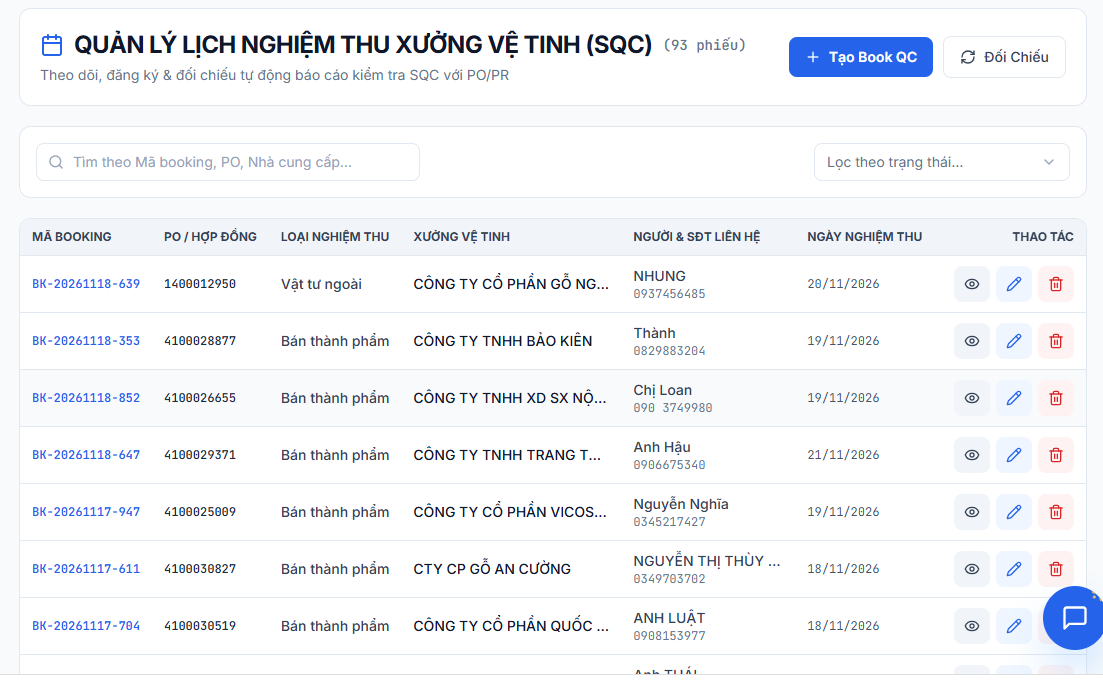 QUẢN LÝ LỊCH NGHIỆM THU XƯỞNG VỆ TINH (SQC) (93 phiếu)
Theo dõi, đăng ký & đối chiếu tự động báo cáo kiểm tra SQC với PO/PR
Tạo Book QC
Đối Chiếu
Tìm theo Mã booking, PO, Nhà cung cấp...
Lọc theo trạng thái...
MÃ BOOKING PO / HỢP ĐỒNG LOẠI NGHIỆM THU XƯỞNG VỆ TINH NGƯỜI & SĐT LIÊN HỆ NGÀY NGHIỆM THU THAO TÁC
BK-20261118-639 1400012950 Vật tư ngoài CÔNG TY CỔ PHẦN GỖ NG... NHUNG 20/11/2026
0937456485
BK-20261118-353 4100028877 Bán thành phẩm CÔNG TY TNHH BẢO KIÊN Thành 19/11/2026
0829883204
BK-20261118-852 4100026655 Bán thành phẩm CÔNG TY TNHH XD SX NỘ... Chị Loan 19/11/2026
090 3749980
BK-20261118-647 4100029371 Bán thành phẩm CÔNG TY TNHH TRANG T... Anh Hậu 21/11/2026
0906675340
BK-20261117-947 4100025009 Bán thành phẩm CÔNG TY CỔ PHẦN VICOS... Nguyễn Nghĩa 19/11/2026
0345217427
BK-20261117-611 4100030827 Bán thành phẩm CTY CP GỖ AN CƯỜNG NGUYỄN THỊ THÙY ... 18/11/2026
0349703702
BK-20261117-704 4100030519 Bán thành phẩm CÔNG TY CỔ PHẦN QUỐC ... ANH LUẬT 18/11/2026
0908153977
Anh THÁI